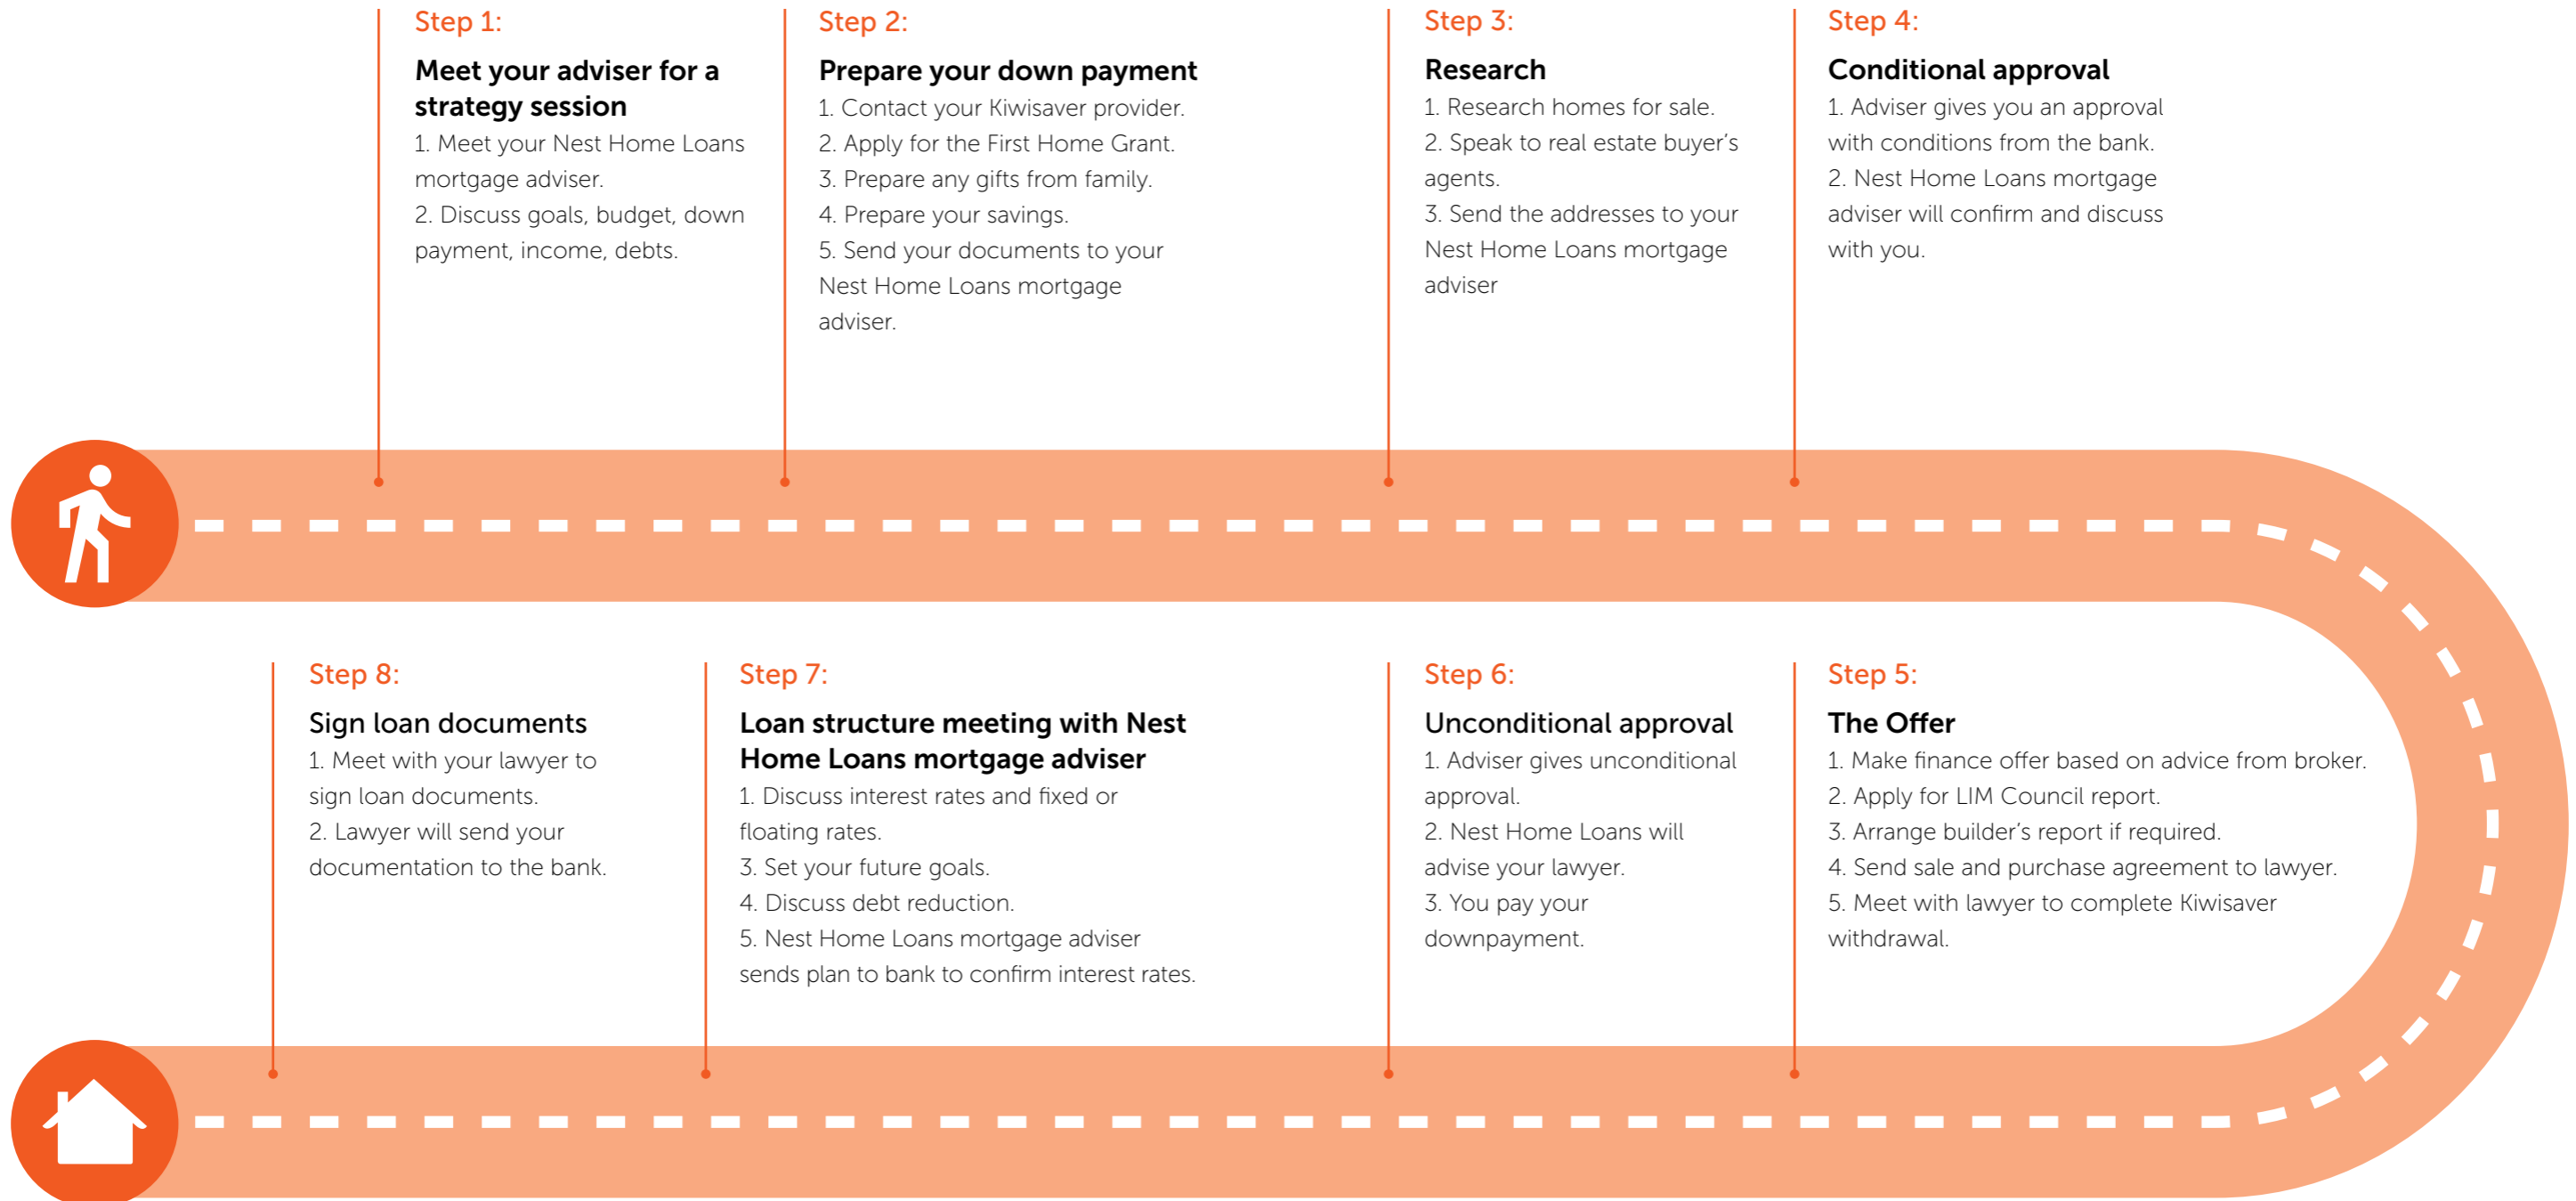 Step 1:
Meet your adviser for a
strategy session
1. Meet your Nest Home Loans
mortgage adviser.
2. Discuss goals, budget, down
payment, income, debts.
Step 2:
Prepare your down payment
1. Contact your Kiwisaver provider.
2. Apply for the First Home Grant.
3. Prepare any gifts from family.
4. Prepare your savings.
5. Send your documents to your
Nest Home Loans mortgage
adviser.
Step 3:
Research
1. Research homes for sale.
2. Speak to real estate buyer's
agents.
3. Send the addresses to your
Nest Home Loans mortgage
adviser
Step 4:
Conditional approval
1. Adviser gives you an approval
with conditions from the bank.
2. Nest Home Loans mortgage
adviser will confirm and discuss
with you.
Step 5:
The Offer
1. Make finance offer based on advice from broker.
2. Apply for LIM Council report.
3. Arrange builder's report if required.
4. Send sale and purchase agreement to lawyer.
5. Meet with lawyer to complete Kiwisaver
withdrawal.
Step 6:
Unconditional approval
1. Adviser gives unconditional
approval.
2. Nest Home Loans will
advise your lawyer.
3. You pay your
downpayment.
Step 7:
Loan structure meeting with Nest
Home Loans mortgage adviser
1. Discuss interest rates and fixed or
floating rates.
3. Set your future goals.
4. Discuss debt reduction.
5. Nest Home Loans mortgage adviser
sends plan to bank to confirm interest rates.
Step 8:
Sign loan documents
1. Meet with your lawyer to
sign loan documents.
2. Lawyer will send your
documentation to the bank.